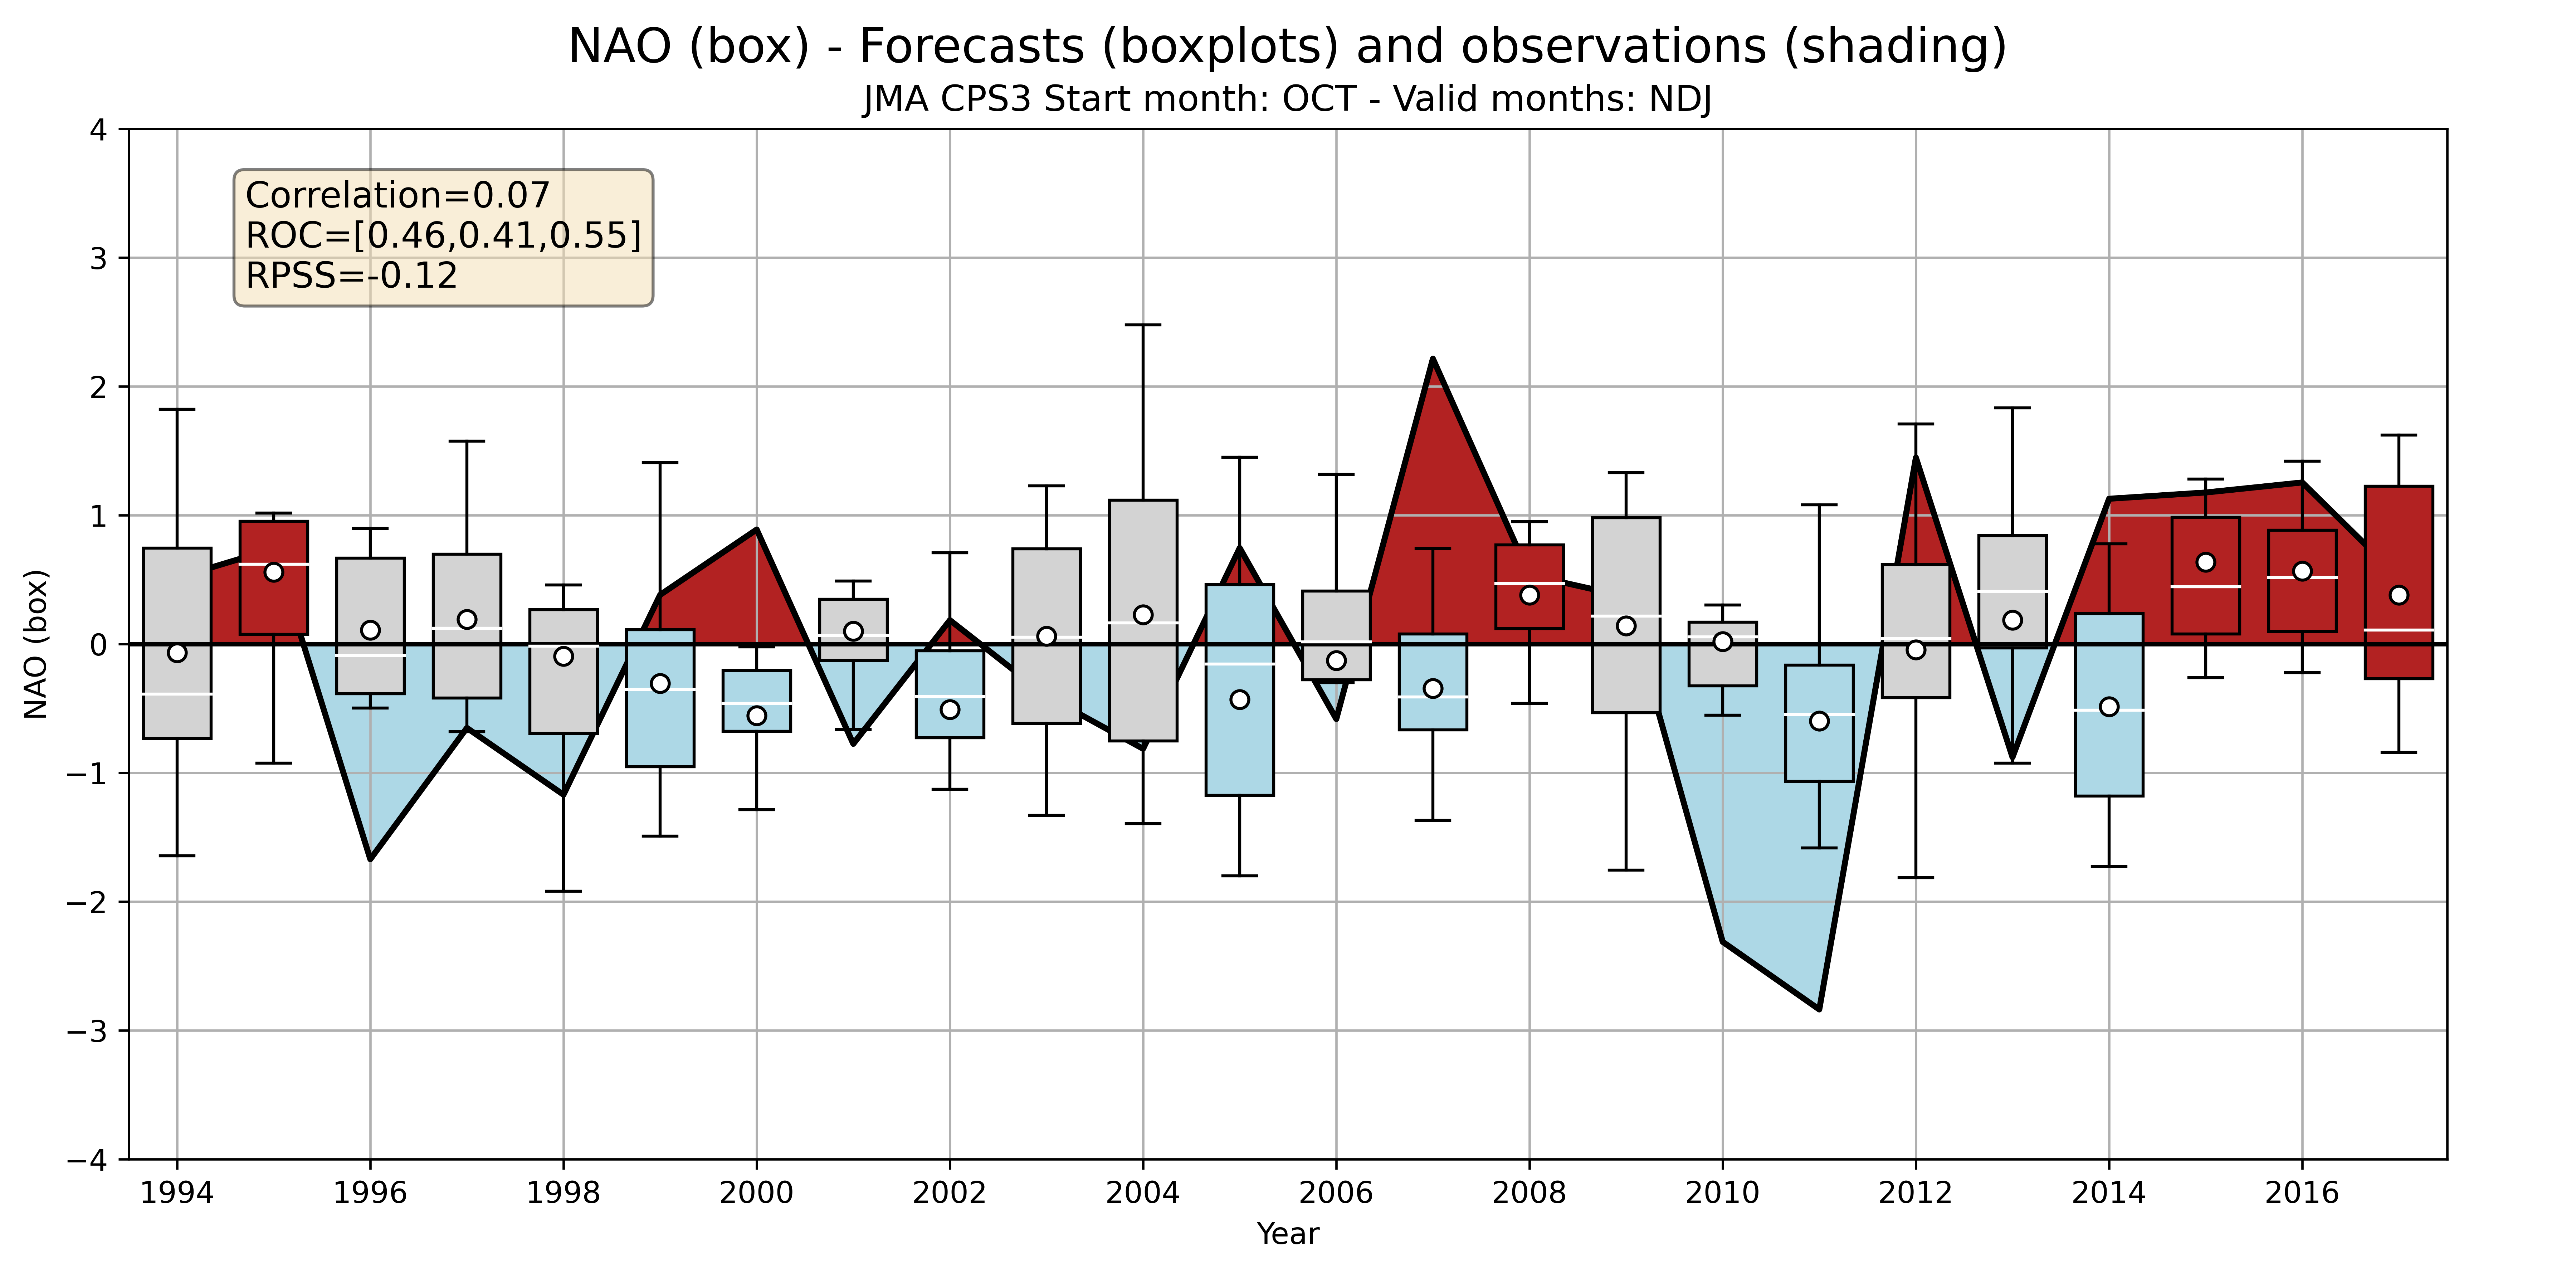 NAO (box) - Forecasts (boxplots) and observations (shading)
JMA CPS3 Start month: OCT - Valid months: NDJ
Correlation=0.07
ROC=[0.46,0.41,0.55]
RPSS=-0.12
NAO (box)
4
3
2
1
0
−1
−2
−3
−4
1994 1996 1998 2000 2002 2004 2006 2008 2010 2012 2014 2016
Year